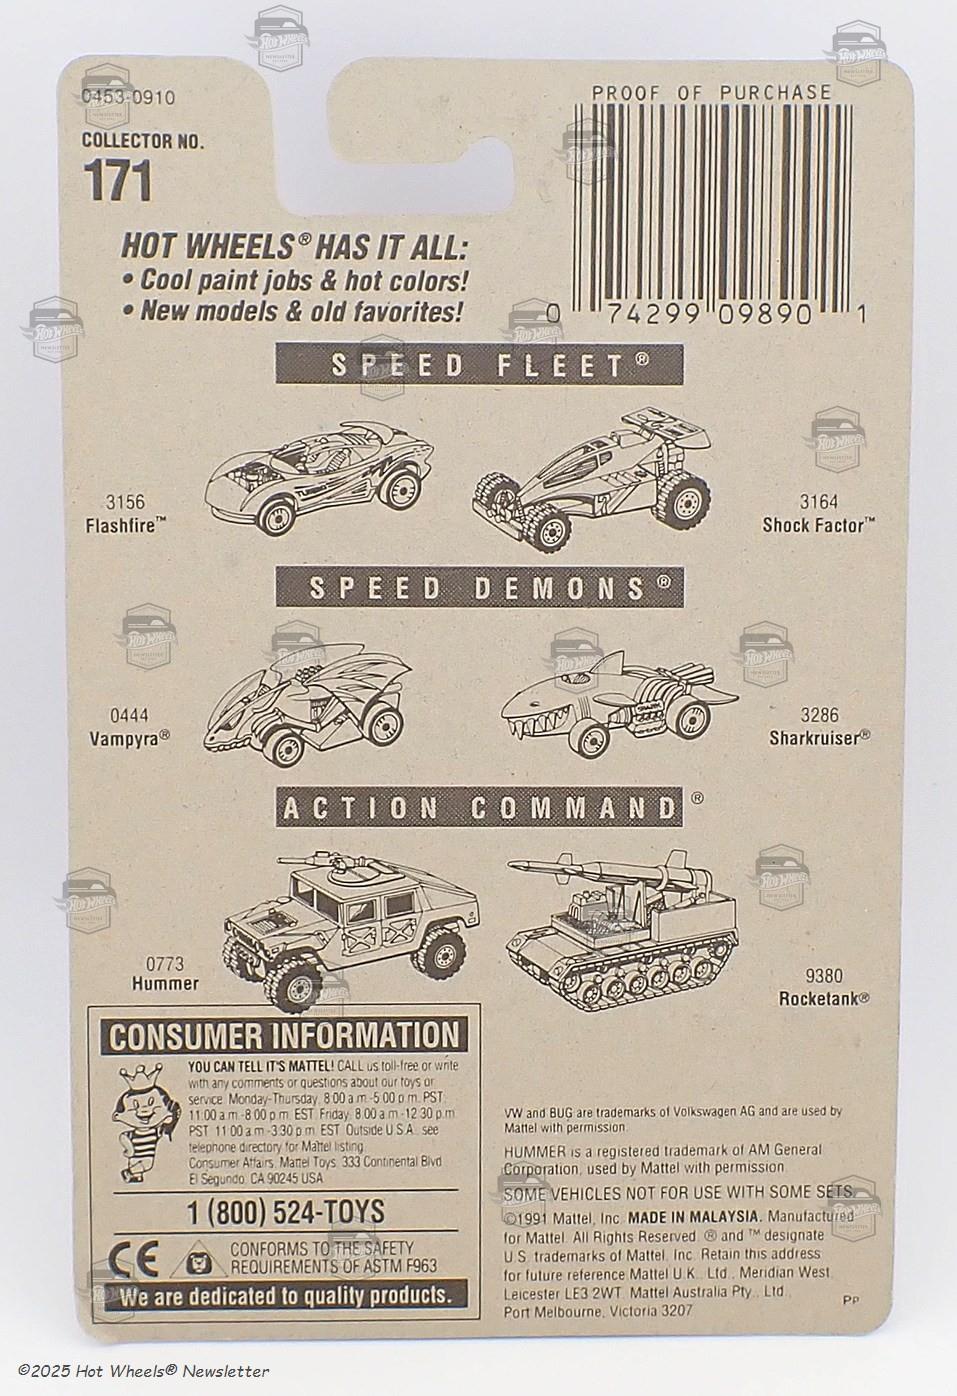 0453-0910
COLLECTOR NO.
171
PROOF OF PURCHASE
0 74299 09890 1
HOT WHEELS® HAS IT ALL:
• Cool paint jobs & hot colors!
• New models & old favorites!
SPEED FLEET®
3156
Flashfire™
3164
Shock Factor™
SPEED DEMONS®
0444
Vampyra®
3286
Sharkruiser®
ACTION COMMAND®
0773
Hummer
9380
Rocketank®
CONSUMER INFORMATION
YOU CAN TELL IT'S MATTEL! CALL us toll-free or write
with any comments or questions about our toys or
service. Monday-Thursday, 8:00 a.m.-5:00 p.m. PST,
11:00 a.m.-8:00 p.m. EST. Friday, 8:00 a.m.-12:30 p.m.
PST, 11:00 a.m.-3:30 p.m. EST. Outside U.S.A., see
telephone directory for Mattel listing.
Consumer Affairs, Mattel Toys, 333 Continental Blvd.
El Segundo, CA 90245 USA
1 (800) 524-TOYS
CE
CONFORMS TO THE SAFETY
REQUIREMENTS OF ASTM F963
We are dedicated to quality products.
VW and BUG are trademarks of Volkswagen AG and are used by
Mattel with permission.
HUMMER is a registered trademark of AM General
Corporation, used by Mattel with permission.
SOME VEHICLES NOT FOR USE WITH SOME SETS.
©1991 Mattel, Inc. MADE IN MALAYSIA. Manufactured
for Mattel. All Rights Reserved. ® and ™ designate
U.S. trademarks of Mattel, Inc. Retain this address
for future reference: Mattel U.K., Ltd., Meridian West,
Leicester LE3 2WT. Mattel Australia Pty., Ltd.,
Port Melbourne, Victoria 3207.
PP
©2025 Hot Wheels® Newsletter